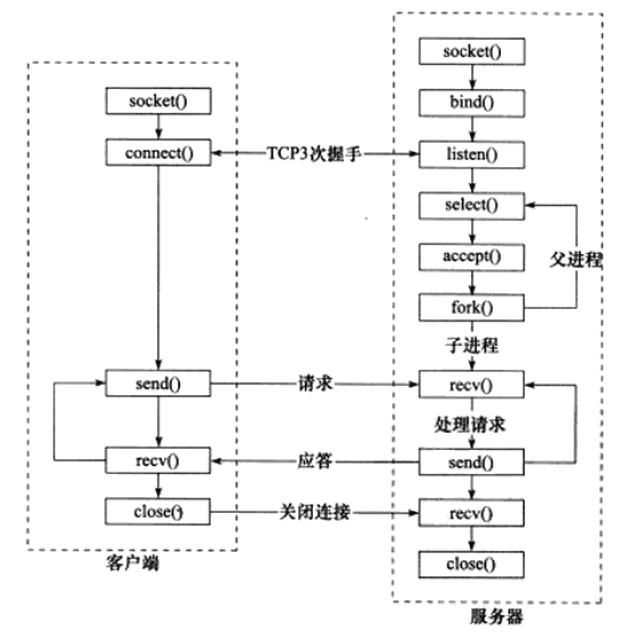 socket()
bind()
socket()
connect()
TCP3次握手
listen()
select()
accept()
父进程
fork()
子进程
send()
请求
recv()
处理请求
recv()
应答
send()
close()
关闭连接
recv()
close()
客户端
服务器